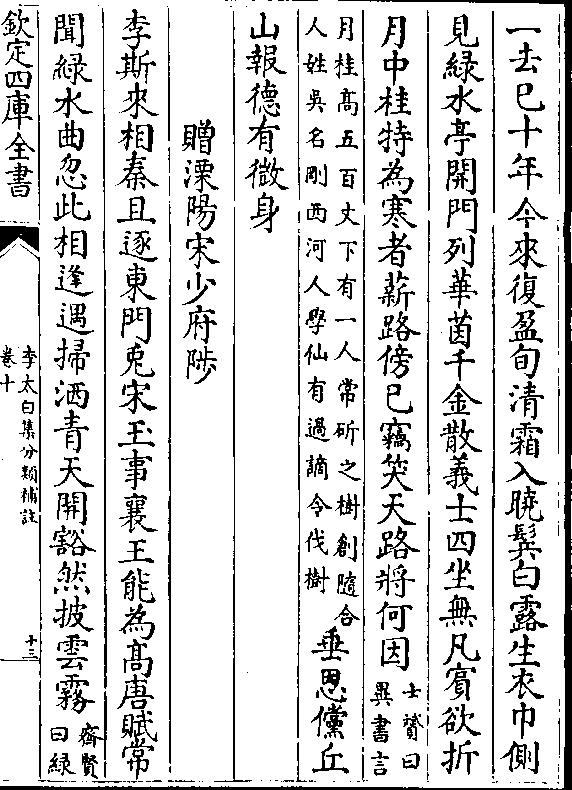 一去已十年今來復盈旬清霜入曉鬢白露生衣巾側
見緑水亭開門列華茵千金散義士四坐無凡賓欲折
月中桂特為寒者薪路傍已竊笑天路將何因士贇曰異書言
月桂髙五百丈下有一人常斫之樹創隨合
人姓吳名剛西河人學仙有過謫令伐樹
垂恩儻丘
山報德有微身
贈溧陽宋少府陟
李斯來相秦且逐東門兎宋玉事襄王能為髙唐賦常
聞緑水曲忽此相逢遇掃洒青天開豁然披雲霧齊賢曰緑
欽定四庫全書
李太白集分類補註
卷十
十三